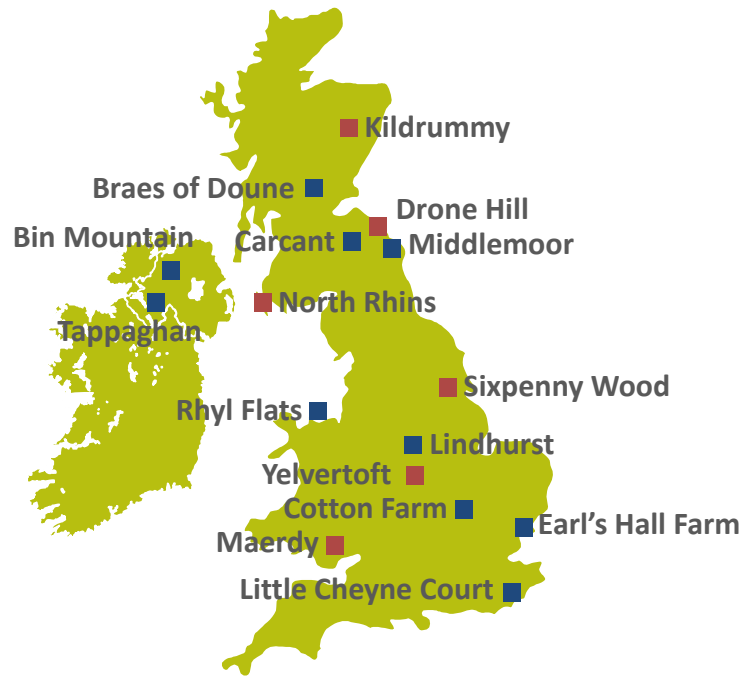 Kildrummy
Braes of Doune
Drone Hill
Bin Mountain
Carcant
Middlemoor
North Rhins
Tappaghan
Sixpenny Wood
Rhyl Flats
Lindhurst
Yelvertoft
Cotton Farm
Earl's Hall Farm
Maerdy
Little Cheyne Court